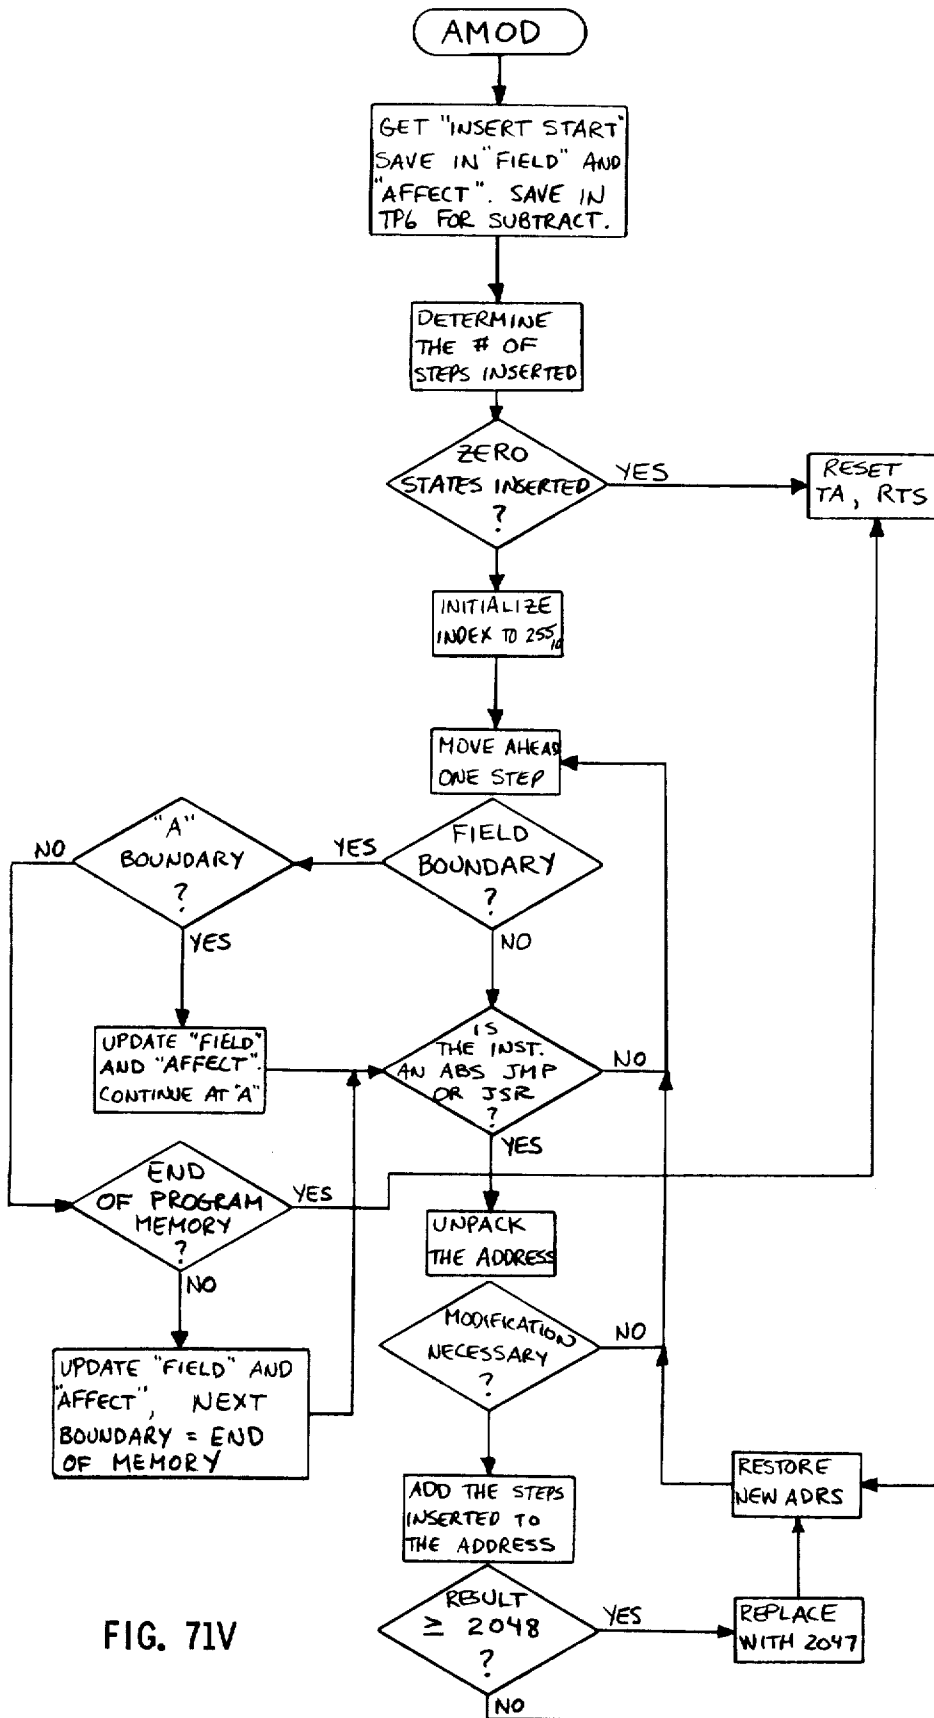 AMOD
GET "INSERT START"
SAVE IN "FIELD" AND
"AFFECT". SAVE IN
TP6 FOR SUBTRACT.
DETERMINE
THE # OF
STEPS INSERTED
ZERO
STATES INSERTED
?
YES
RESET
TA, RTS
INITIALIZE
INDEX TO 255/10
MOVE AHEAD
ONE STEP
NO
"A"
BOUNDARY
?
YES
FIELD
BOUNDARY
?
YES
NO
UPDATE "FIELD"
AND "AFFECT".
CONTINUE AT "A"
IS
THE INST.
AN ABS JMP
OR JSR
?
NO
YES
END
OF PROGRAM
MEMORY
?
YES
NO
UNPACK
THE ADDRESS
MODIFICATION
NECESSARY
?
NO
UPDATE "FIELD" AND
"AFFECT", NEXT
BOUNDARY = END
OF MEMORY
ADD THE STEPS
INSERTED TO
THE ADDRESS
RESTORE
NEW ADRS
RESULT
≥ 2048
?
YES
REPLACE
WITH 2047
NO
FIG. 71V